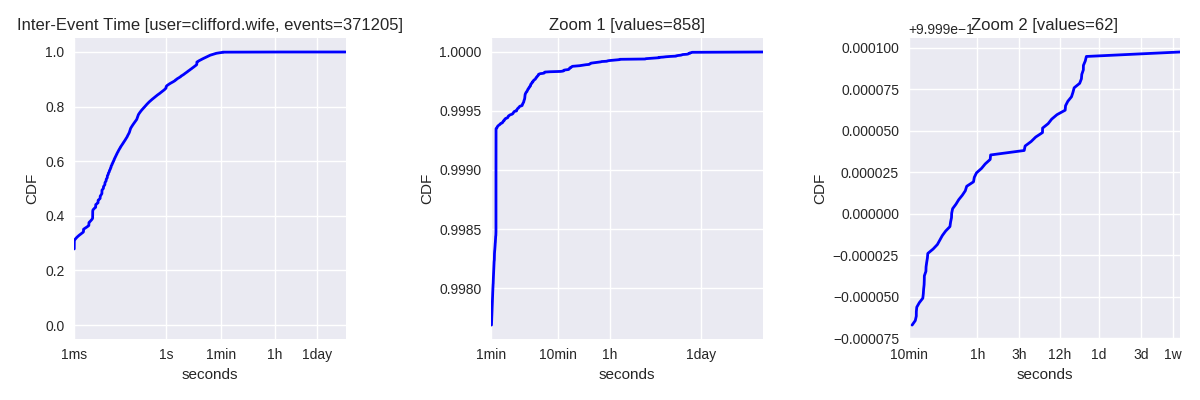 Inter-Event Time [user=clifford.wife, events=371205]
1.0
0.8
0.6
0.4
0.2
0.0
CDF
1ms 1s 1min 1h 1day
seconds
Zoom 1 [values=858]
1.0000
0.9995
0.9990
0.9985
0.9980
CDF
1min 10min 1h 1day
seconds
+9.999e−1
Zoom 2 [values=62]
0.000100
0.000075
0.000050
0.000025
0.000000
−0.000025
−0.000050
−0.000075
CDF
10min 1h 3h 12h 1d 3d 1w
seconds